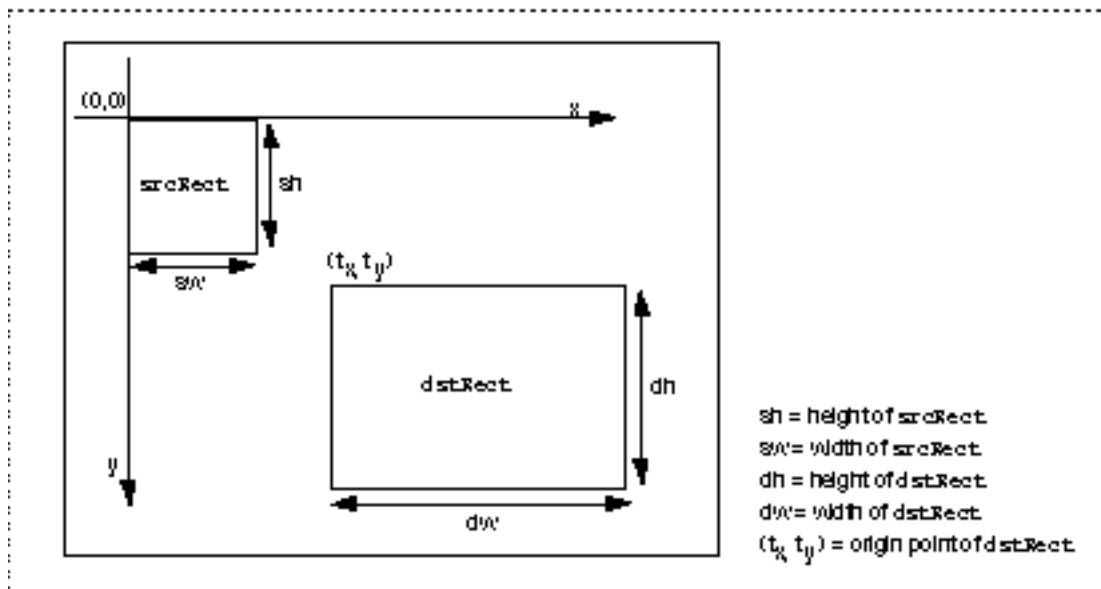 (0,0)
x
srcRect
sh
sw
(tx, ty)
dstRect
dh
y
dw
sh = height of srcRect
sw = width of srcRect
dh = height of dstRect
dw = width of dstRect
(tx, ty) = origin point of dstRect